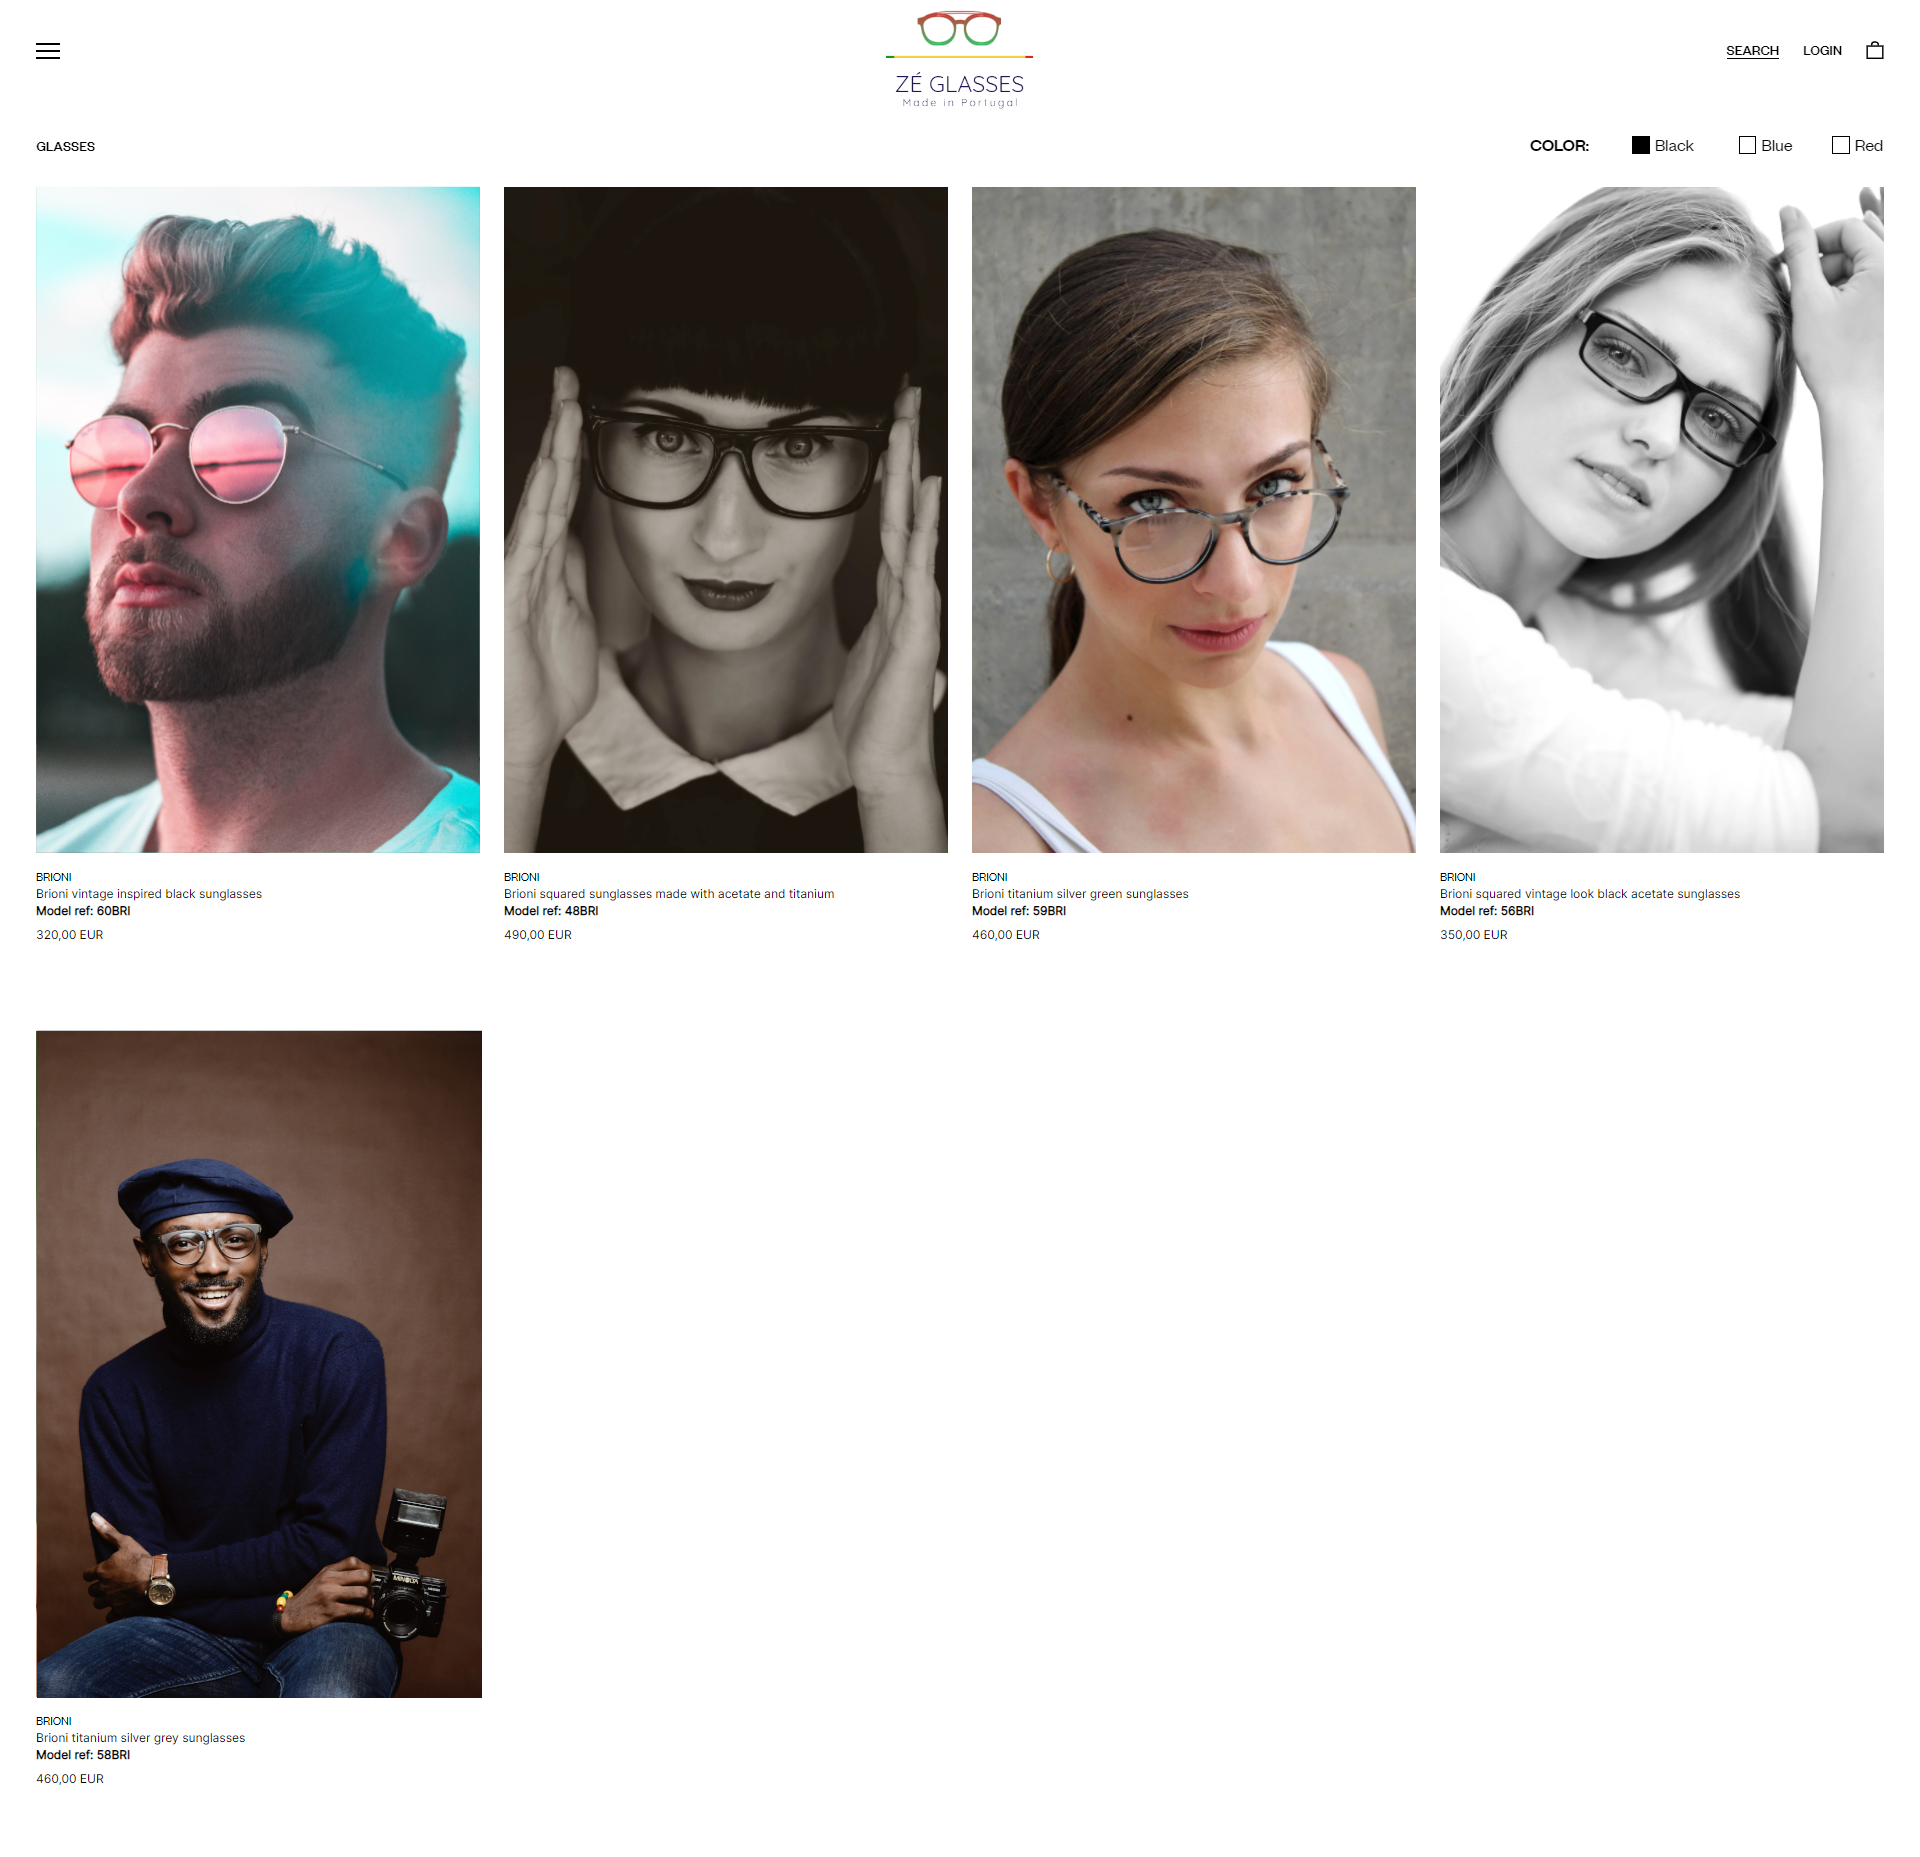 ZÉ GLASSES
Made in Portugal
SEARCH
LOGIN
GLASSES
COLOR:
Black
Blue
Red
BRIONI
Brioni vintage inspired black sunglasses
Model ref: 60BRI
320,00 EUR
BRIONI
Brioni squared sunglasses made with acetate and titanium
Model ref: 48BRI
490,00 EUR
BRIONI
Brioni titanium silver green sunglasses
Model ref: 59BRI
460,00 EUR
BRIONI
Brioni squared vintage look black acetate sunglasses
Model ref: 56BRI
350,00 EUR
MINOLTA
BRIONI
Brioni titanium silver grey sunglasses
Model ref: 58BRI
460,00 EUR